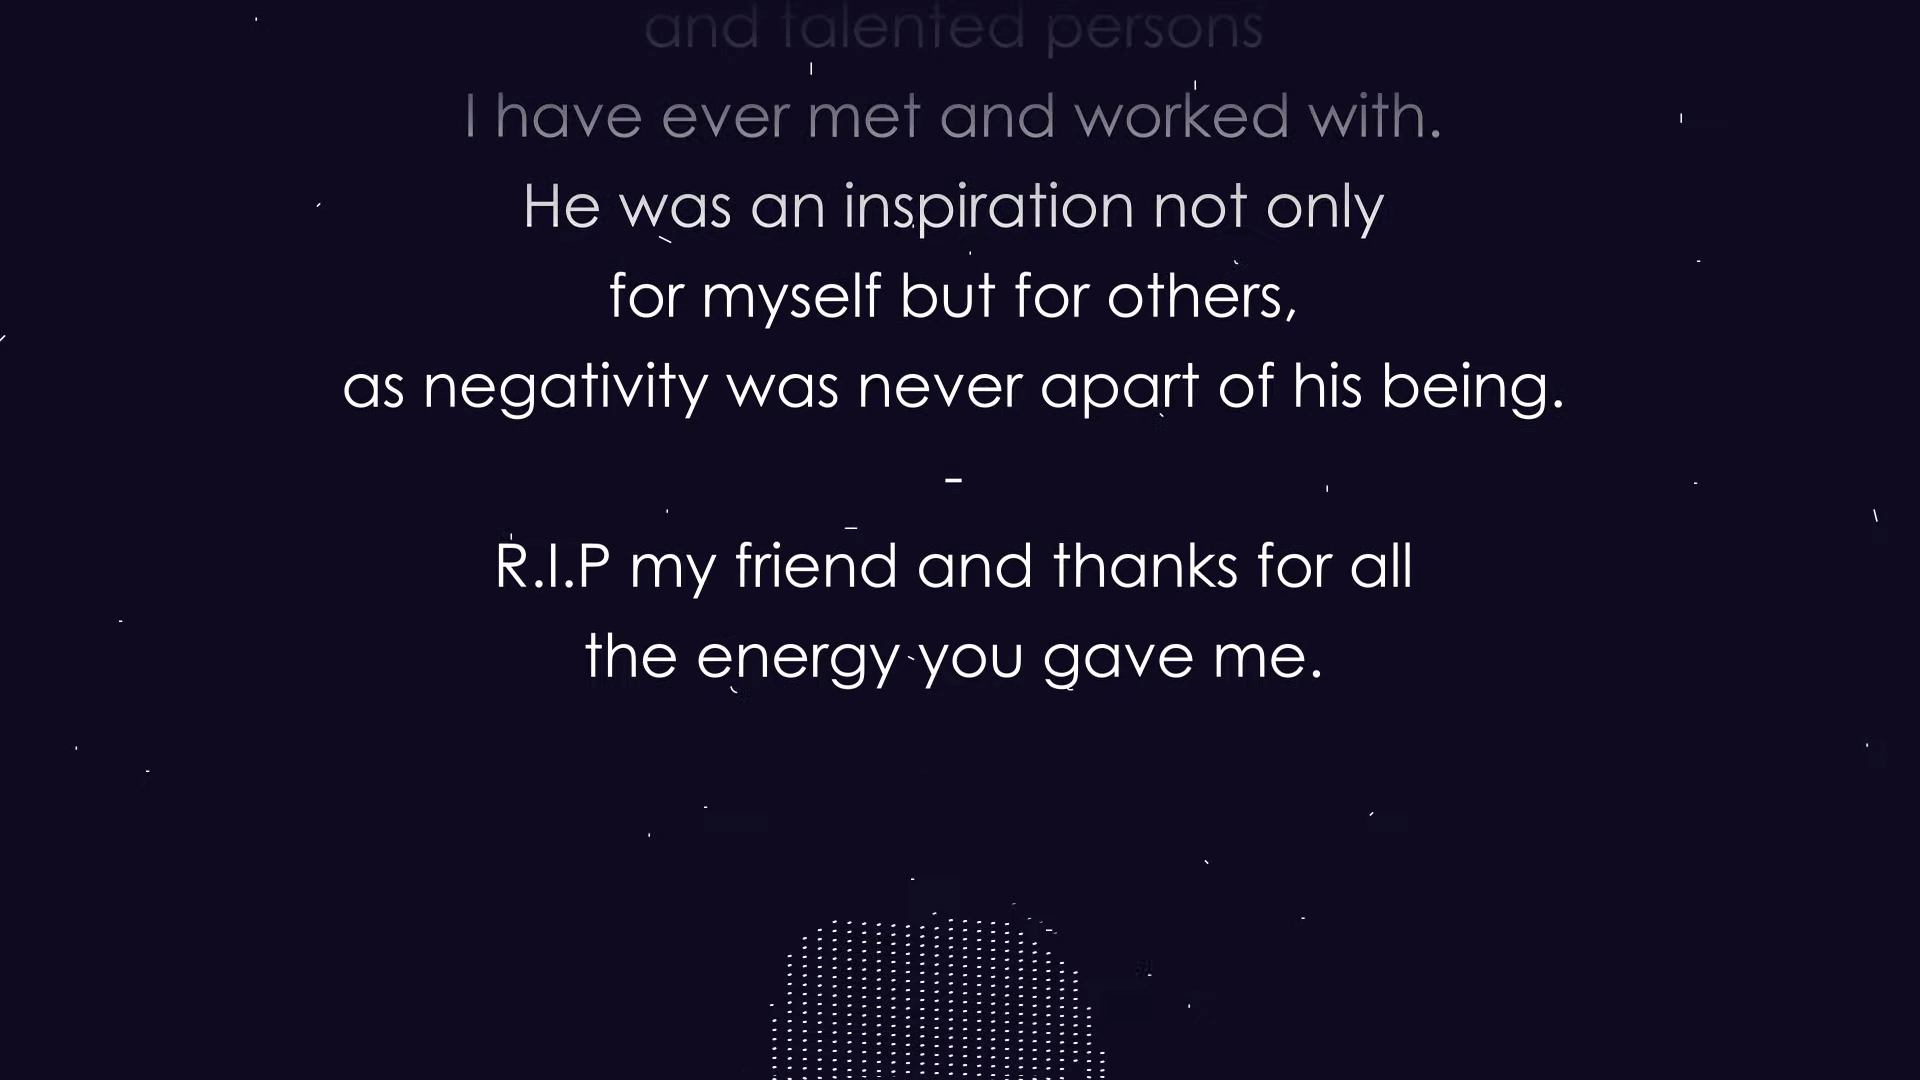 and talented persons
I have ever met and worked with.
He was an inspiration not only
for myself but for others,
as negativity was never apart of his being.
-
R.I.P my friend and thanks for all
the energy you gave me.